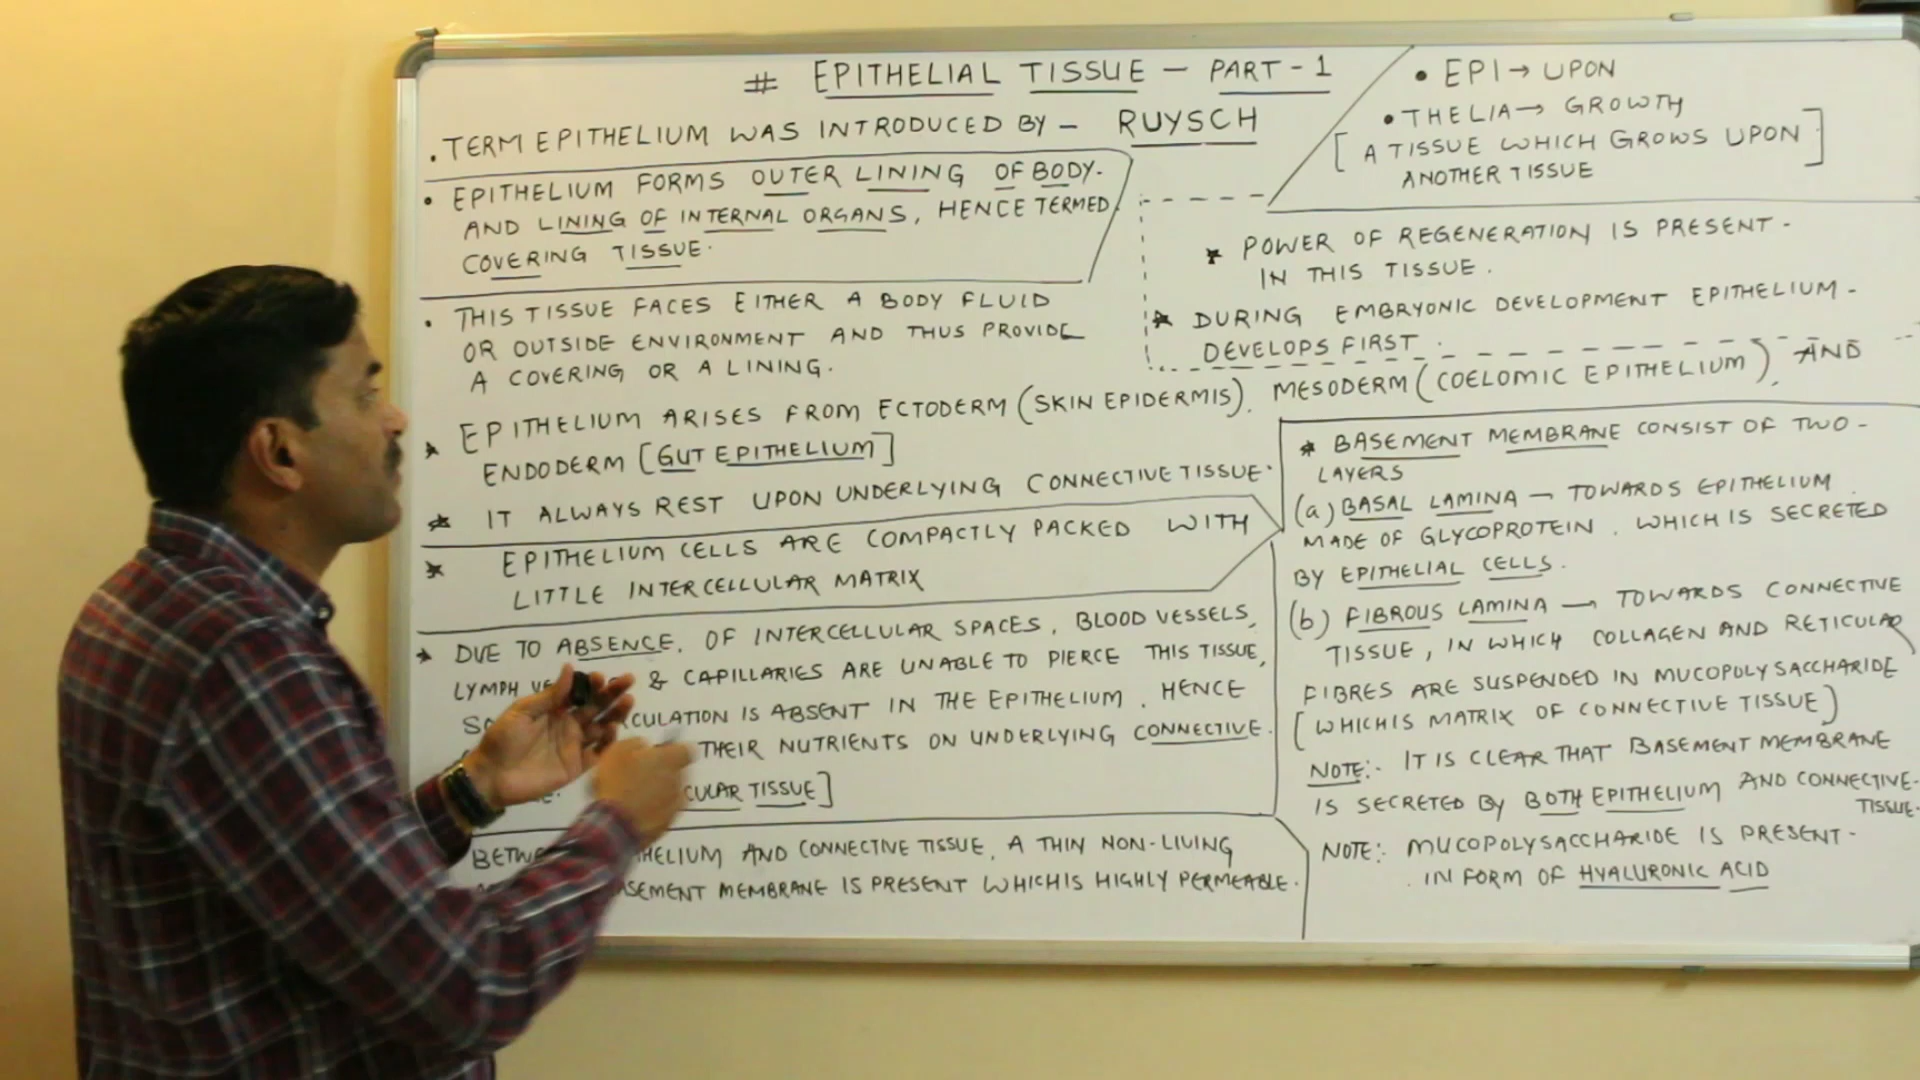 # EPITHELIAL TISSUE - PART-1
• TERM EPITHELIUM WAS INTRODUCED BY - RUYSCH
• EPITHELIUM FORMS OUTER LINING OF BODY-
AND LINING OF INTERNAL ORGANS, HENCE TERMED
COVERING TISSUE.
• THIS TISSUE FACES EITHER A BODY FLUID
OR OUTSIDE ENVIRONMENT AND THUS PROVIDE
A COVERING OR A LINING.
★ EPITHELIUM ARISES FROM ECTODERM (SKIN EPIDERMIS), MESODERM (COELOMIC EPITHELIUM), AND
ENDODERM [GUT EPITHELIUM]
★ IT ALWAYS REST UPON UNDERLYING CONNECTIVE TISSUE.
★ EPITHELIUM CELLS ARE COMPACTLY PACKED WITH
LITTLE INTERCELLULAR MATRIX
★ DUE TO ABSENCE. OF INTERCELLULAR SPACES, BLOOD VESSELS,
LYMPH & CAPILLARIES ARE UNABLE TO PIERCE THIS TISSUE,
IS ABSENT IN THE EPITHELIUM. HENCE
THEIR NUTRIENTS ON UNDERLYING CONNECTIVE.
TISSUE]
AND CONNECTIVE TISSUE, A THIN NON-LIVING
MEMBRANE IS PRESENT WHICH IS HIGHLY PERMEABLE.
• EPI → UPON
• THELIA → GROWTH
[A TISSUE WHICH GROWS UPON
ANOTHER TISSUE]
★ POWER OF REGENERATION IS PRESENT -
IN THIS TISSUE.
★ DURING EMBRYONIC DEVELOPMENT EPITHELIUM -
DEVELOPS FIRST.
★ BASEMENT MEMBRANE CONSIST OF TWO -
LAYERS
(a) BASAL LAMINA → TOWARDS EPITHELIUM.
MADE OF GLYCOPROTEIN. WHICH IS SECRETED
BY EPITHELIAL CELLS.
(b) FIBROUS LAMINA → TOWARDS CONNECTIVE
TISSUE, IN WHICH COLLAGEN AND RETICULAR
FIBRES ARE SUSPENDED IN MUCOPOLYSACCHARIDE
[WHICH IS MATRIX OF CONNECTIVE TISSUE)
NOTE:- IT IS CLEAR THAT BASEMENT MEMBRANE
IS SECRETED BY BOTH EPITHELIUM AND CONNECTIVE-
TISSUE.
NOTE:- MUCOPOLYSACCHARIDE IS PRESENT -
IN FORM OF HYALURONIC ACID